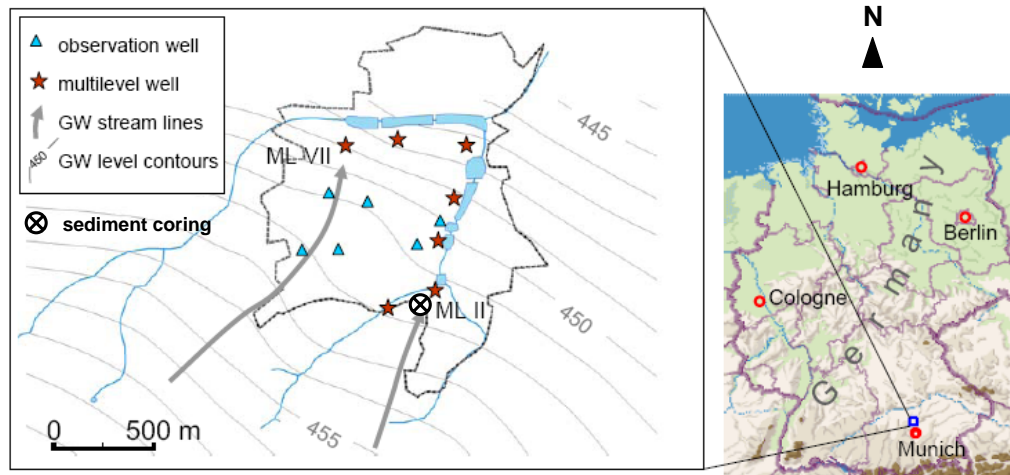 observation well
multilevel well
GW stream lines
450
GW level contours
sediment coring
ML VII
ML II
445
450
455
0 500 m
N
Hamburg
Berlin
Cologne
Munich
Germany